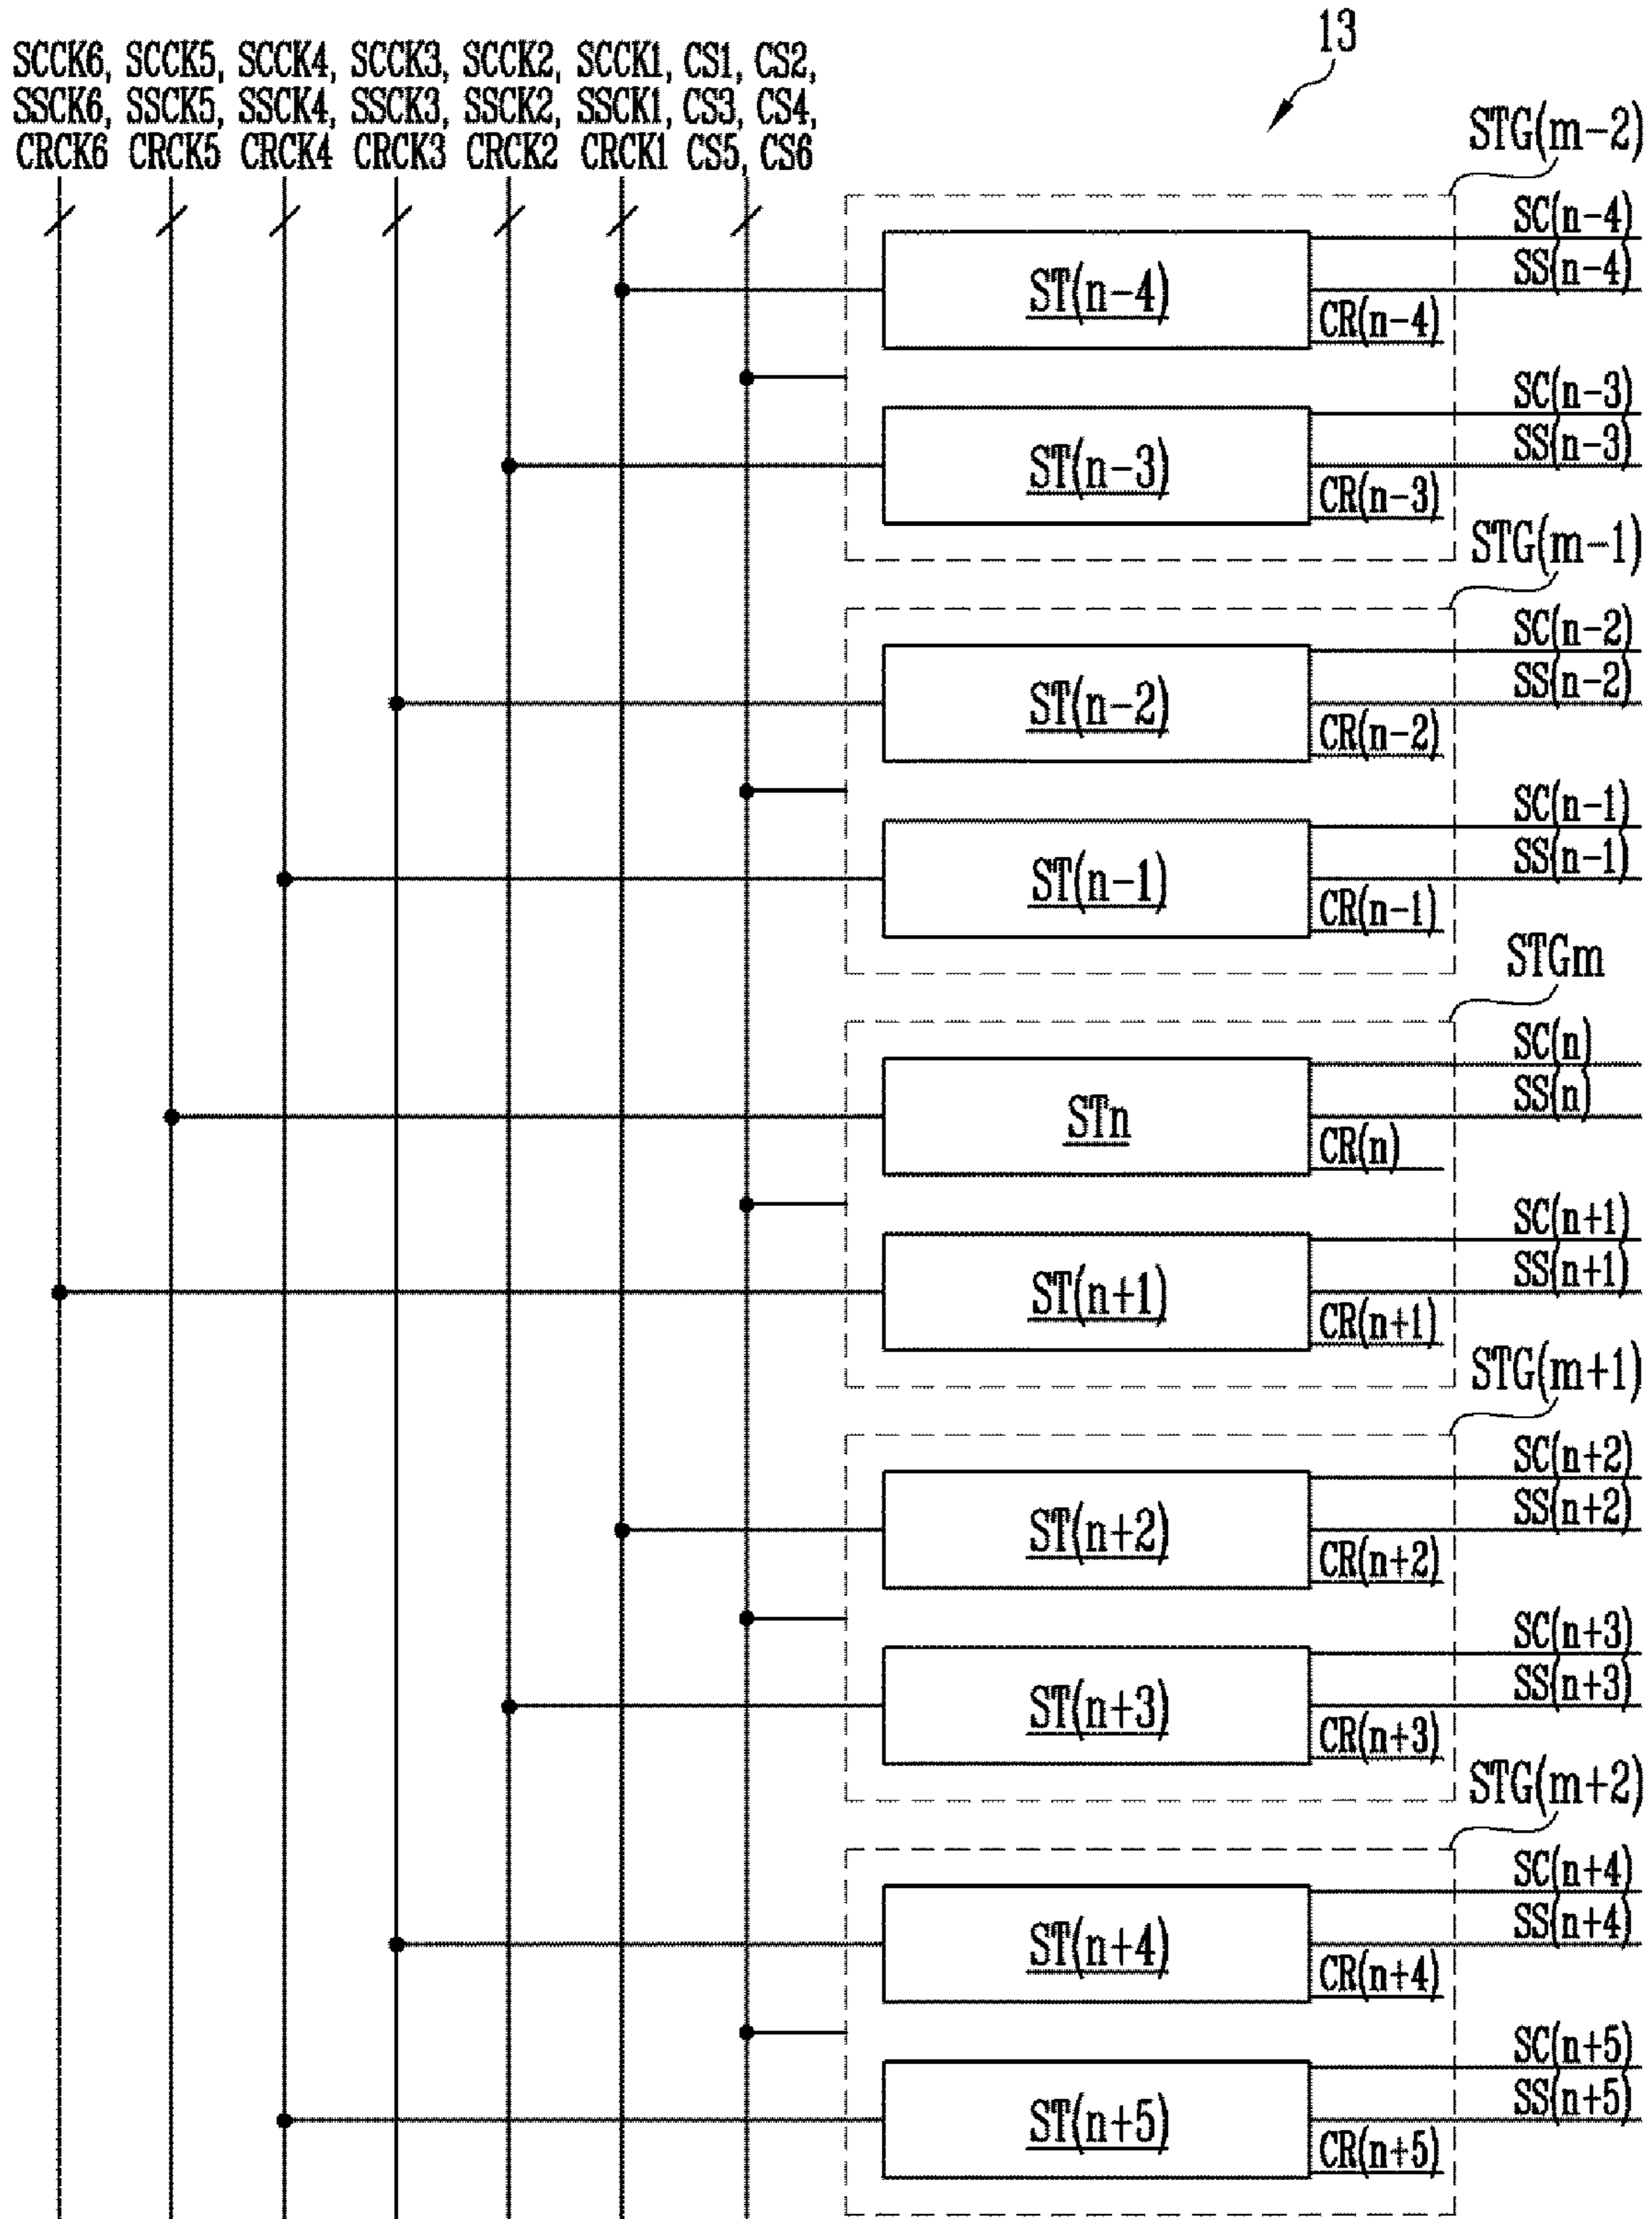 13
SCCK6, SCCK5, SCCK4, SCCK3, SCCK2, SCCK1, CS1, CS2,
SSCK6, SSCK5, SSCK4, SSCK3, SSCK2, SSCK1, CS3, CS4,
CRCK6 CRCK5 CRCK4 CRCK3 CRCK2 CRCK1 CS5, CS6
STG(m-2)
SC(n-4)
ST(n-4)
SS(n-4)
CR(n-4)
SC(n-3)
ST(n-3)
SS(n-3)
CR(n-3)
STG(m-1)
SC(n-2)
ST(n-2)
SS(n-2)
CR(n-2)
SC(n-1)
ST(n-1)
SS(n-1)
CR(n-1)
STGm
SC(n)
STn
SS(n)
CR(n)
SC(n+1)
ST(n+1)
SS(n+1)
CR(n+1)
STG(m+1)
SC(n+2)
ST(n+2)
SS(n+2)
CR(n+2)
SC(n+3)
ST(n+3)
SS(n+3)
CR(n+3)
STG(m+2)
SC(n+4)
ST(n+4)
SS(n+4)
CR(n+4)
SC(n+5)
ST(n+5)
SS(n+5)
CR(n+5)